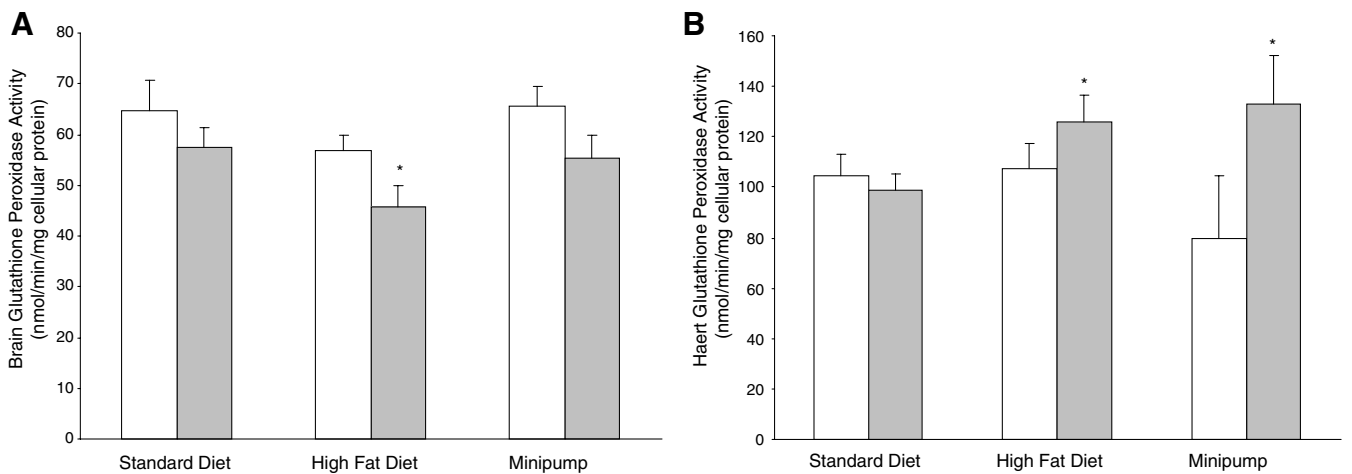 A
Brain Glutathione Peroxidase Activity
(nmol/min/mg cellular protein)
80
70
60
50
40
30
20
10
0
*
Standard Diet
High Fat Diet
Minipump
B
Haert Glutathione Peroxidase Activity
(nmol/min/mg cellular protein)
160
140
120
100
80
60
40
20
0
*
*
Standard Diet
High Fat Diet
Minipump